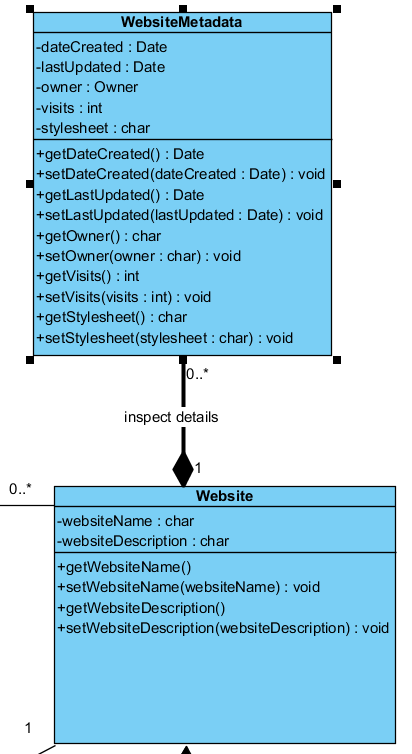 WebsiteMetadata
-dateCreated : Date
-lastUpdated : Date
-owner : Owner
-visits : int
-stylesheet : char
+getDateCreated() : Date
+setDateCreated(dateCreated : Date) : void
+getLastUpdated() : Date
+setLastUpdated(lastUpdated : Date) : void
+getOwner() : char
+setOwner(owner : char) : void
+getVisits() : int
+setVisits(visits : int) : void
+getStylesheet() : char
+setStylesheet(stylesheet : char) : void
0..*
inspect details
1
0..*
Website
-websiteName : char
-websiteDescription : char
+getWebsiteName()
+setWebsiteName(websiteName) : void
+getWebsiteDescription()
+setWebsiteDescription(websiteDescription) : void
1